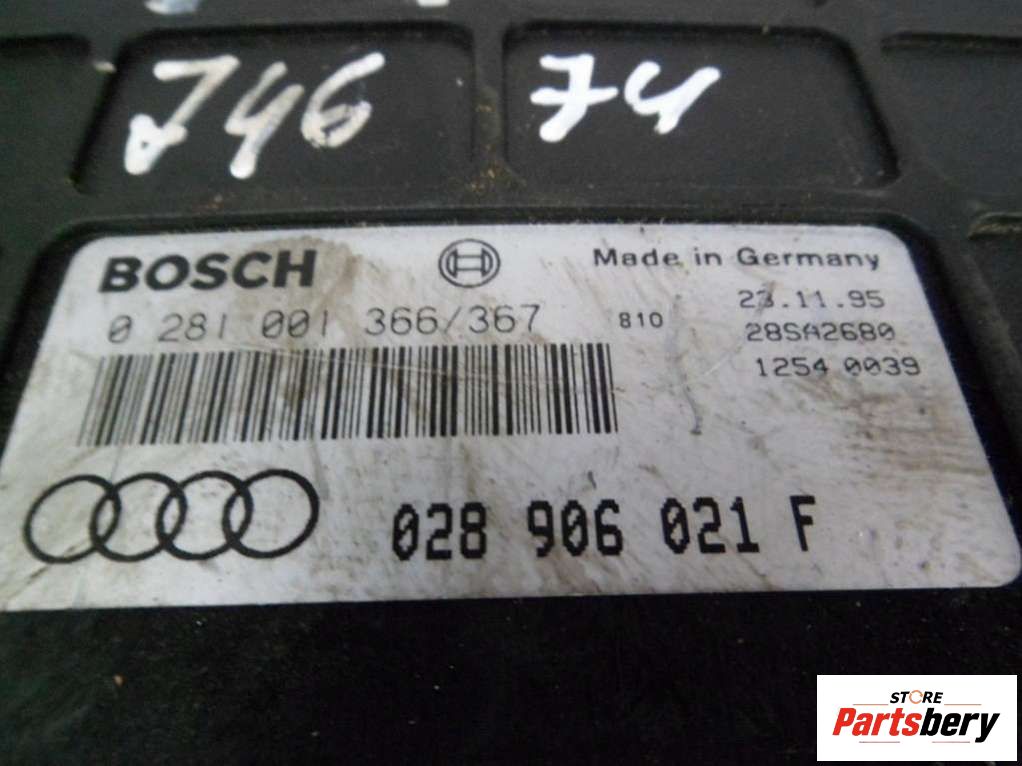 746 74
BOSCH
Made in Germany
0 281 001 366/367
810
23.11.95
28SA2680
1254 0039
028 906 021 F
STORE
Partsbery